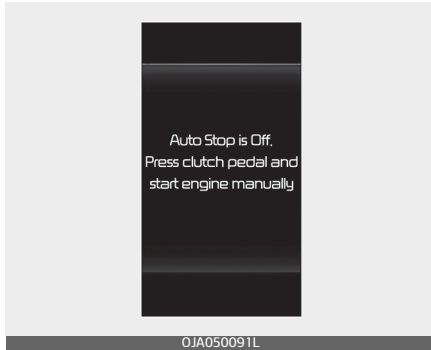 Auto Stop is Off.
Press clutch pedal and
start engine manually
OJA050091L